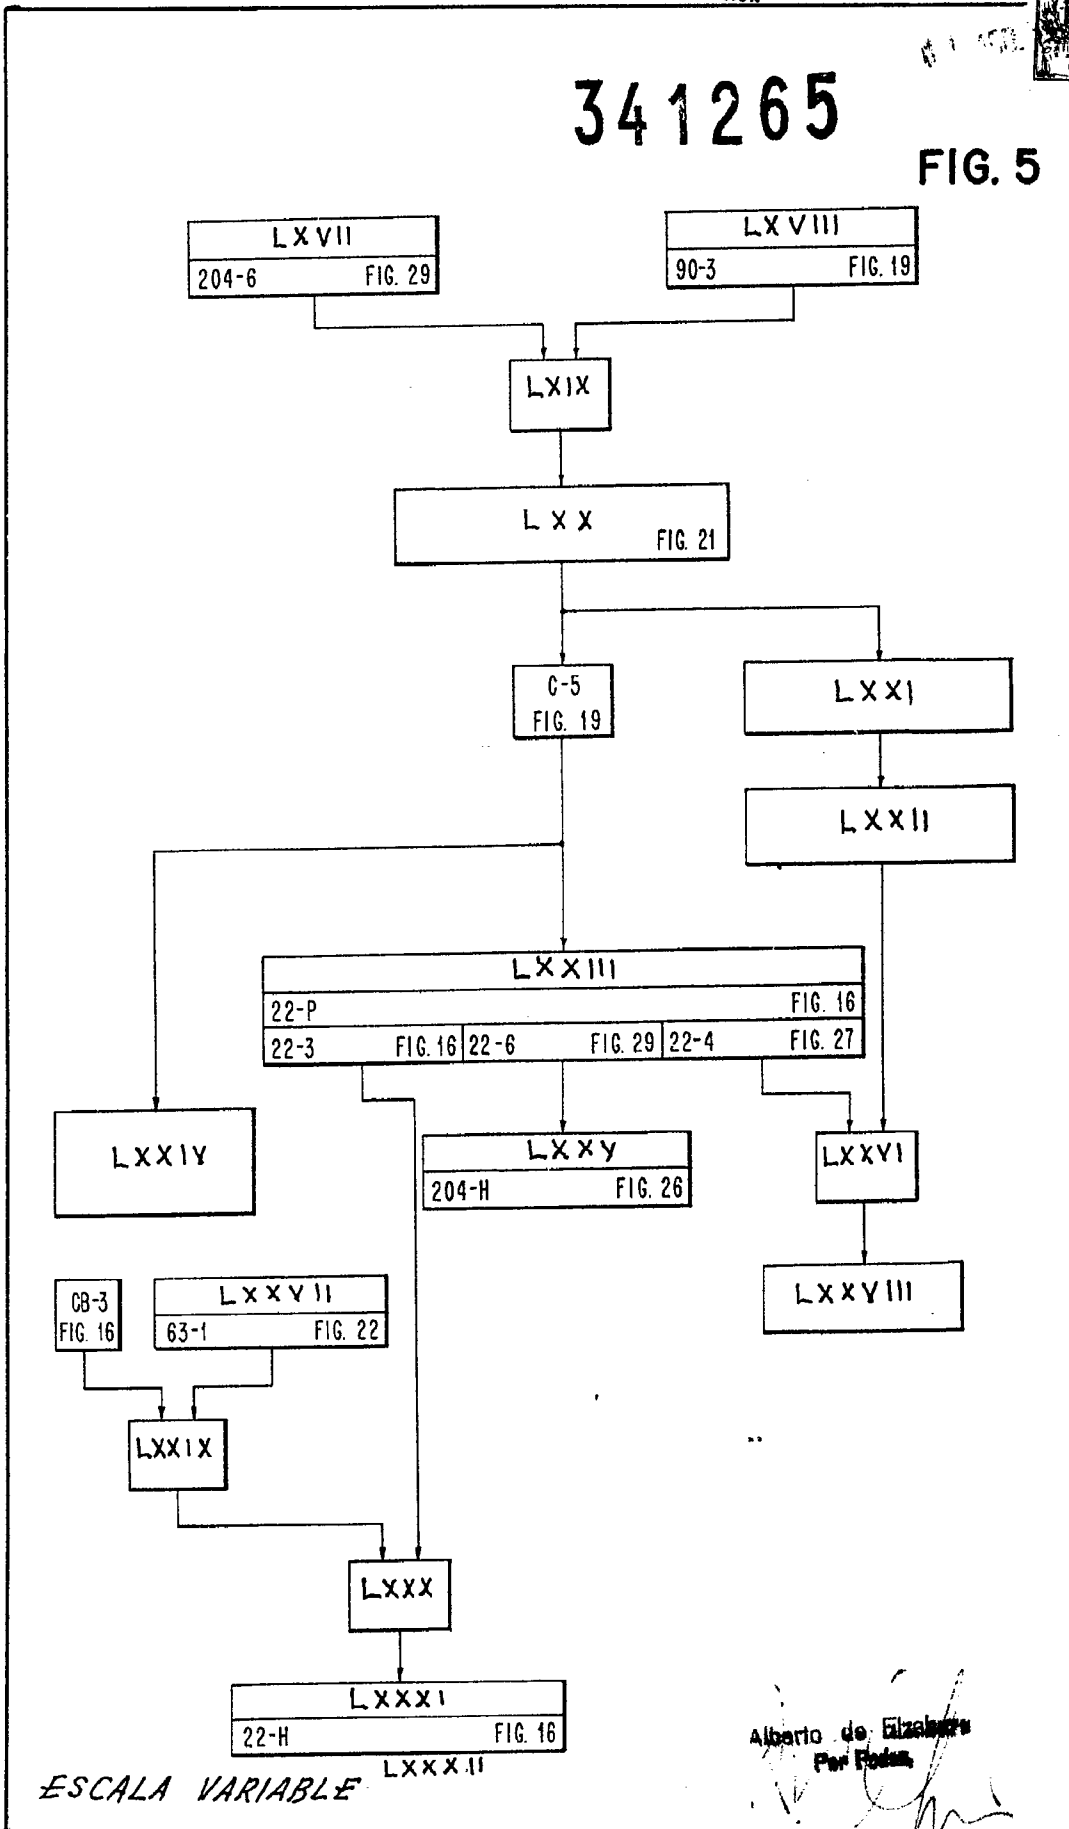 341265
FIG. 5
LXVII
204-6 FIG. 29
LXVIII
90-3 FIG. 19
LXIX
LXX
FIG. 21
C-5
FIG. 19
LXXI
LXXII
LXXIII
22-P FIG. 16
22-3 FIG. 16 22-6 FIG. 29 22-4 FIG. 27
LXXIV
LXXV
204-H FIG. 26
LXXVI
LXXVIII
CB-3
FIG. 16
LXXVII
63-1 FIG. 22
LXXIX
LXXX
LXXXI
22-H FIG. 16
LXXXII
ESCALA VARIABLE
Alberto de Elzaburu
Por Poder,